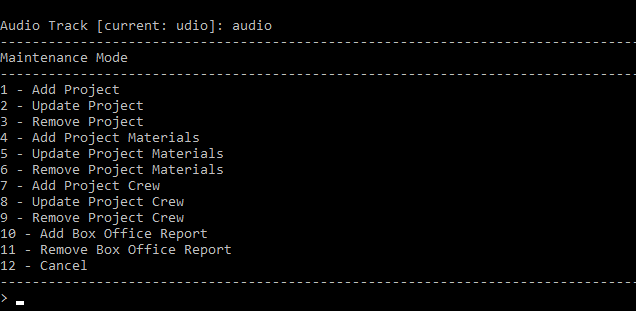 Audio Track [current: udio]: audio
--------------------------------------------------------------------------------
Maintenance Mode
--------------------------------------------------------------------------------
1 - Add Project
2 - Update Project
3 - Remove Project
4 - Add Project Materials
5 - Update Project Materials
6 - Remove Project Materials
7 - Add Project Crew
8 - Update Project Crew
9 - Remove Project Crew
10 - Add Box Office Report
11 - Remove Box Office Report
12 - Cancel
--------------------------------------------------------------------------------
> _